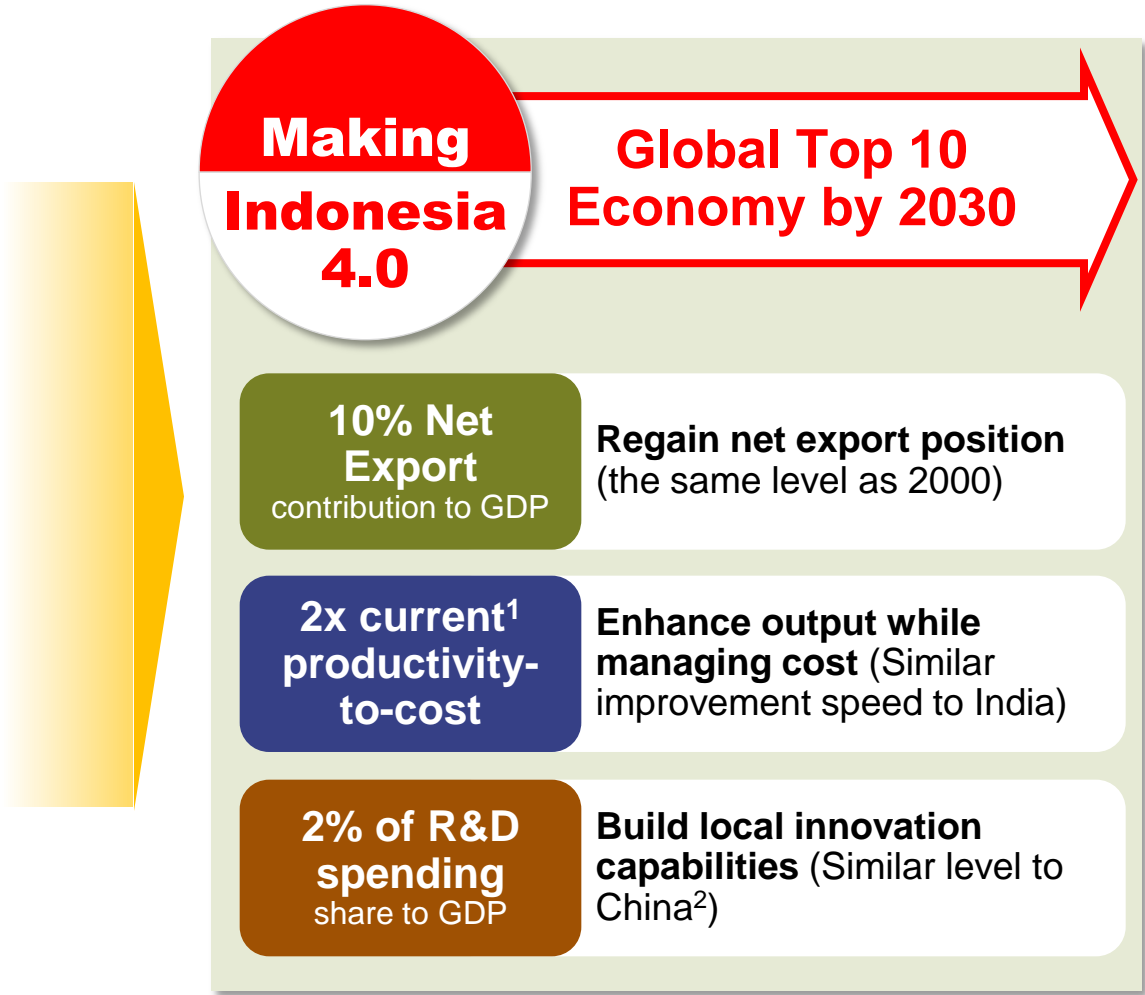 Making
Indonesia
4.0
Global Top 10
Economy by 2030
10% Net
Export
contribution to GDP
Regain net export position
(the same level as 2000)
2x current¹
productivity-
to-cost
Enhance output while
managing cost (Similar
improvement speed to India)
2% of R&D
spending
share to GDP
Build local innovation
capabilities (Similar level to
China²)